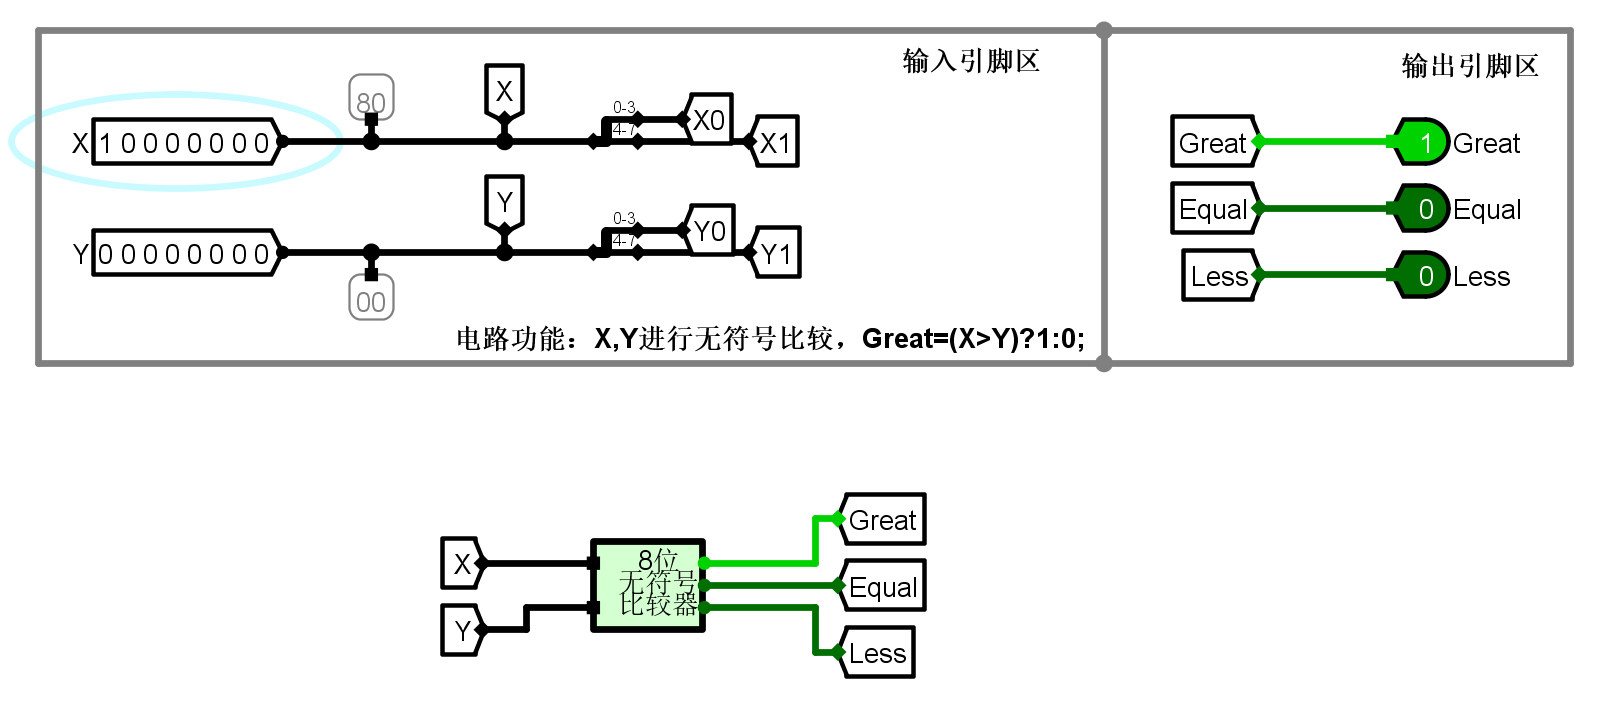 输入引脚区
80
X
X 1 0 0 0 0 0 0 0
0-3
4-7
X0
X1
Y
Y 0 0 0 0 0 0 0 0
0-3
4-7
Y0
Y1
00
电路功能：X,Y进行无符号比较，Great=(X>Y)?1:0;
输出引脚区
Great 1 Great
Equal 0 Equal
Less 0 Less
X
Y
8位
无符号
比较器
Great
Equal
Less